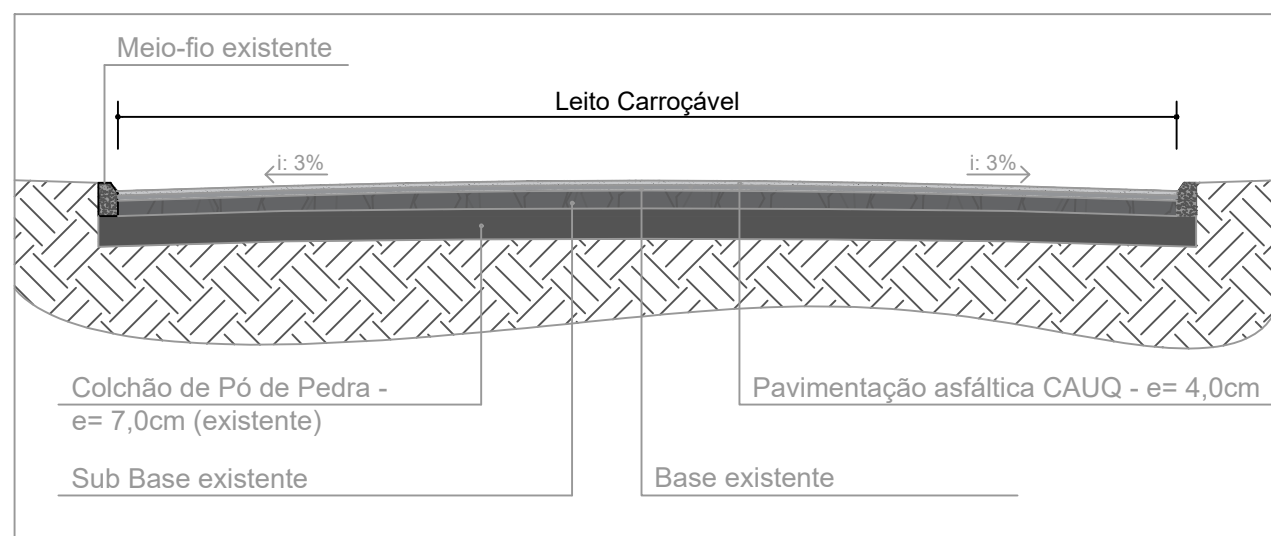 Meio-fio existente
Leito Carroçável
i: 3%
i: 3%
Colchão de Pó de Pedra -
e= 7,0cm (existente)
Pavimentação asfáltica CAUQ - e= 4,0cm
Sub Base existente
Base existente